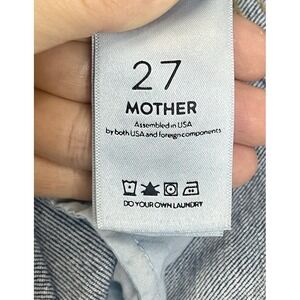 27
MOTHER
Assembled in USA
by both USA and foreign components
DO YOUR OWN LAUNDRY